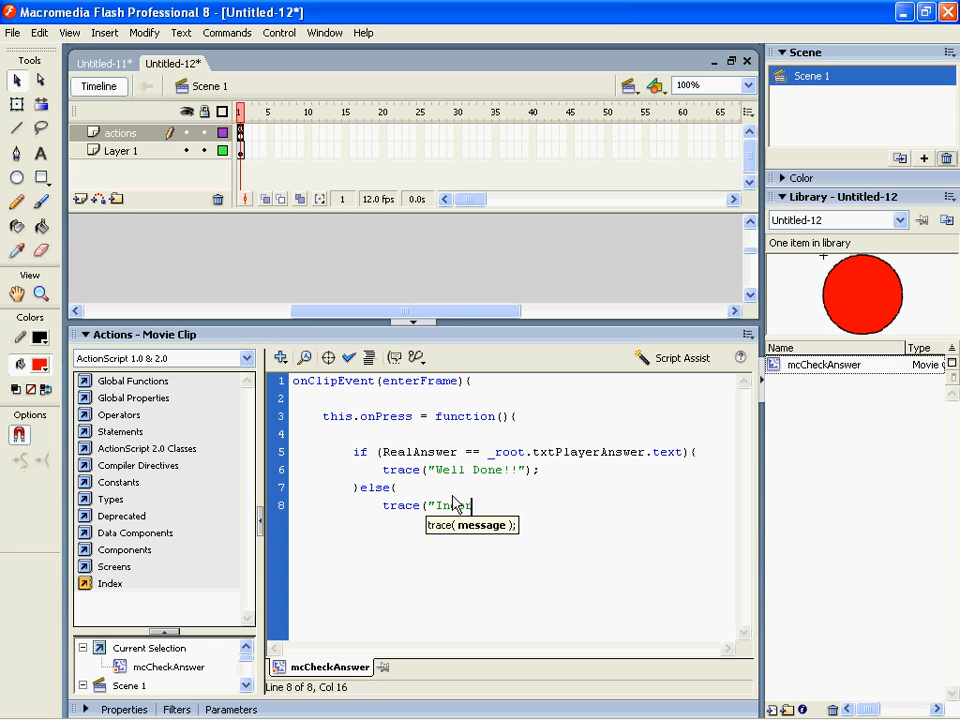 Macromedia Flash Professional 8 - [Untitled-12*]
File Edit View Insert Modify Text Commands Control Window Help
Tools
View
Colors
Options
Untitled-11* Untitled-12*
Timeline Scene 1 100%
1 5 10 15 20 25 30 35 40 45 50 55 60 65
actions
Layer 1
1 12.0 fps 0.0s
Actions - Movie Clip
ActionScript 1.0 & 2.0
Script Assist
Global Functions
Global Properties
Operators
Statements
ActionScript 2.0 Classes
Compiler Directives
Constants
Types
Deprecated
Data Components
Components
Screens
Index
Current Selection
mcCheckAnswer
Scene 1
1 onClipEvent(enterFrame){
2
3 this.onPress = function(){
4
5 if (RealAnswer == _root.txtPlayerAnswer.text){
6 trace("Well Done!!");
7 }else{
8 trace("Incor
trace( message );
mcCheckAnswer
Line 8 of 8, Col 16
Properties Filters Parameters
Scene
Scene 1
Color
Library - Untitled-12
Untitled-12
One item in library
Name Type
mcCheckAnswer Movie